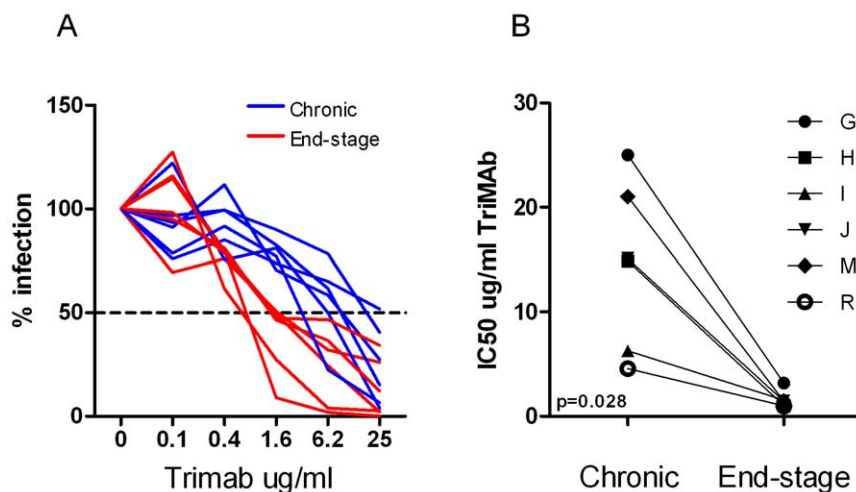 A
150
100
50
0
% infection
Chronic
End-stage
0 0.1 0.4 1.6 6.2 25
Trimab ug/ml
B
30
20
10
0
IC50 ug/ml TriMAb
p=0.028
Chronic End-stage
G
H
I
J
M
R